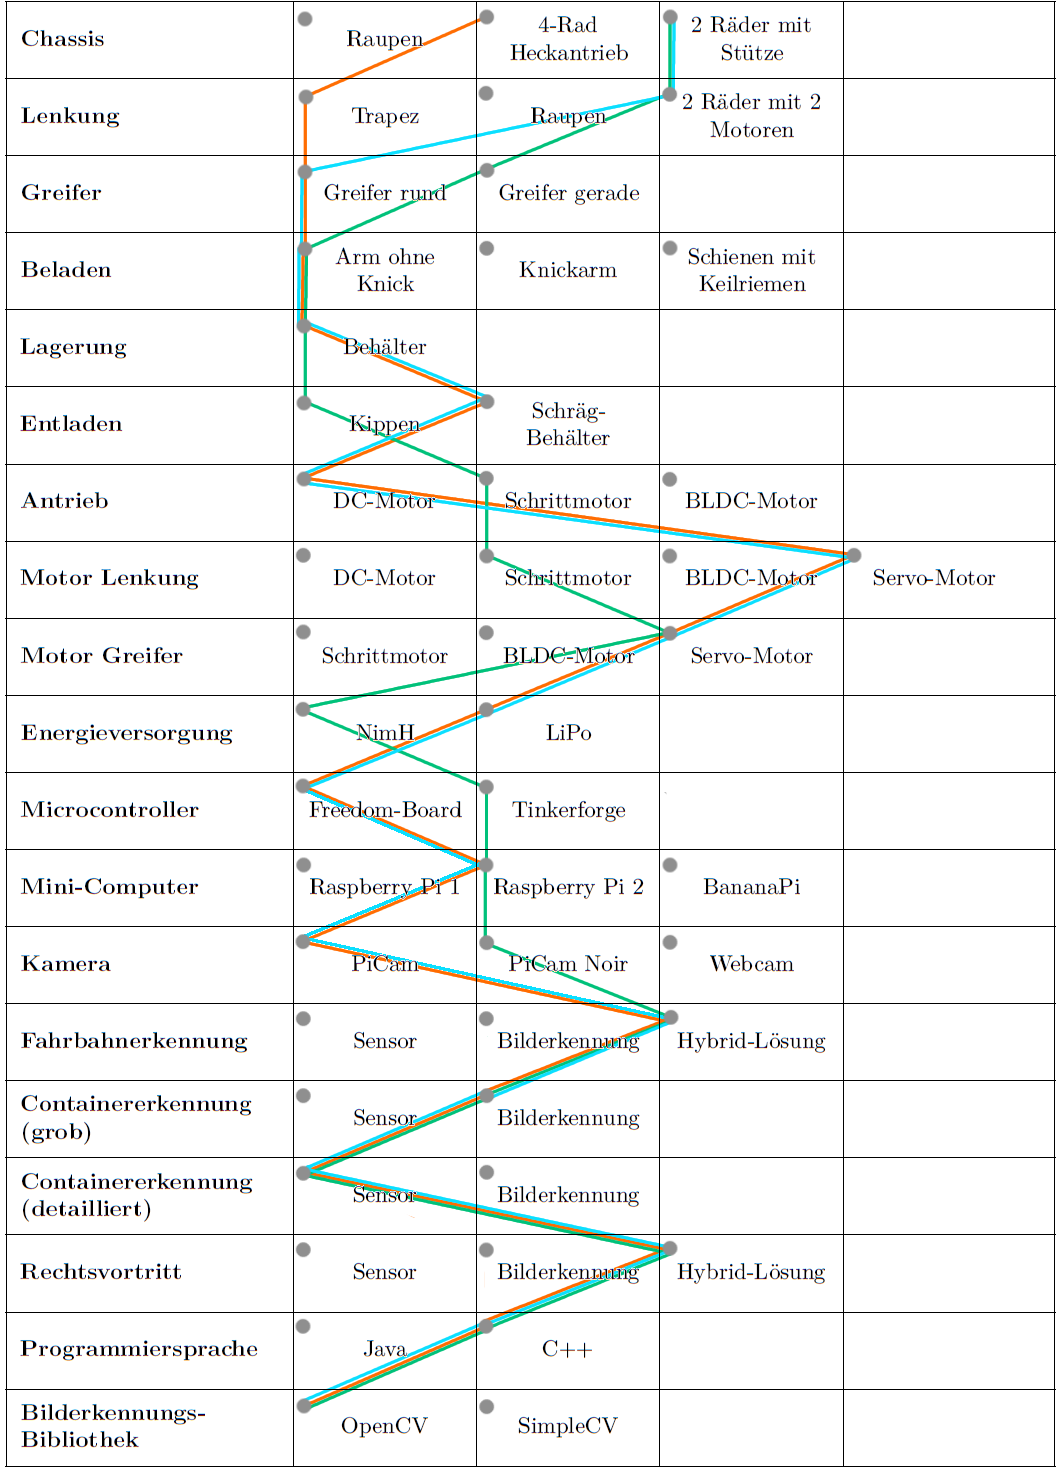 Chassis
Raupen
4-Rad
Heckantrieb
2 Räder mit
Stütze
Lenkung
Trapez
Raupen
2 Räder mit 2
Motoren
Greifer
Greifer rund
Greifer gerade
Beladen
Arm ohne
Knick
Knickarm
Schienen mit
Keilriemen
Lagerung
Behälter
Entladen
Kippen
Schräg-
Behälter
Antrieb
DC-Motor
Schrittmotor
BLDC-Motor
Motor Lenkung
DC-Motor
Schrittmotor
BLDC-Motor
Servo-Motor
Motor Greifer
Schrittmotor
BLDC-Motor
Servo-Motor
Energieversorgung
NimH
LiPo
Microcontroller
Freedom-Board
Tinkerforge
Mini-Computer
Raspberry Pi 1
Raspberry Pi 2
BananaPi
Kamera
PiCam
PiCam Noir
Webcam
Fahrbahnerkennung
Sensor
Bilderkennung
Hybrid-Lösung
Containererkennung
(grob)
Sensor
Bilderkennung
Containererkennung
(detailliert)
Sensor
Bilderkennung
Rechtsvortritt
Sensor
Bilderkennung
Hybrid-Lösung
Programmiersprache
Java
C++
Bilderkennungs-
Bibliothek
OpenCV
SimpleCV